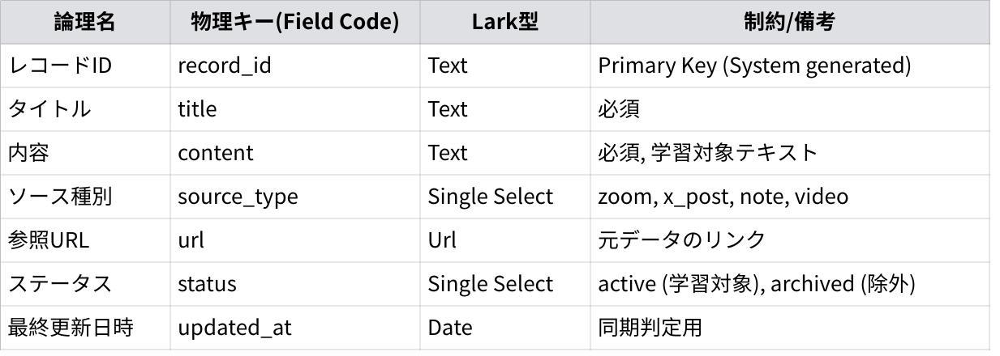 論理名 物理キー(Field Code) Lark型 制約/備考
レコードID record_id Text Primary Key (System generated)
タイトル title Text 必須
内容 content Text 必須, 学習対象テキスト
ソース種別 source_type Single Select zoom, x_post, note, video
参照URL url Url 元データのリンク
ステータス status Single Select active (学習対象), archived (除外)
最終更新日時 updated_at Date 同期判定用